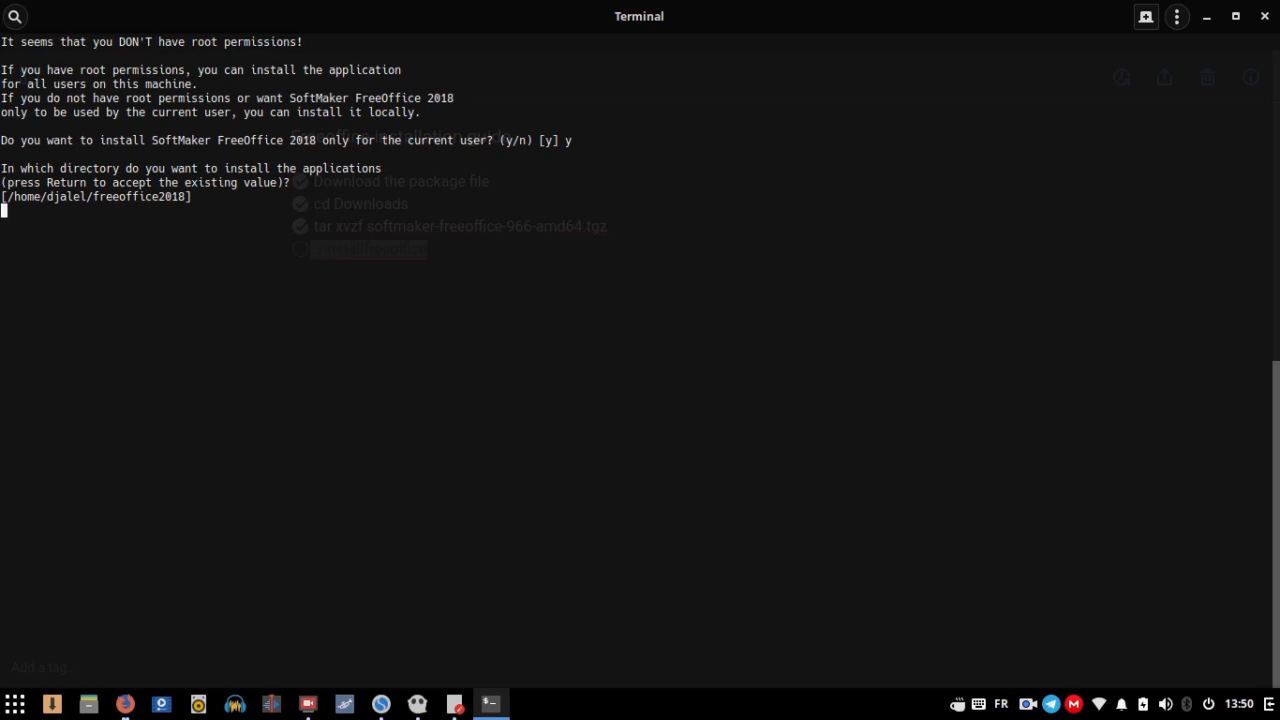 Terminal
It seems that you DON'T have root permissions!
If you have root permissions, you can install the application
for all users on this machine.
If you do not have root permissions or want SoftMaker FreeOffice 2018
only to be used by the current user, you can install it locally.
Do you want to install SoftMaker FreeOffice 2018 only for the current user? (y/n) [y] y
In which directory do you want to install the applications
(press Return to accept the existing value)?
[/home/djalel/freeoffice2018]
installation guide
Download the package file
cd Downloads
tar xvzf softmaker-freeoffice-966-amd64.tgz
Add a tag...
FR
13:50